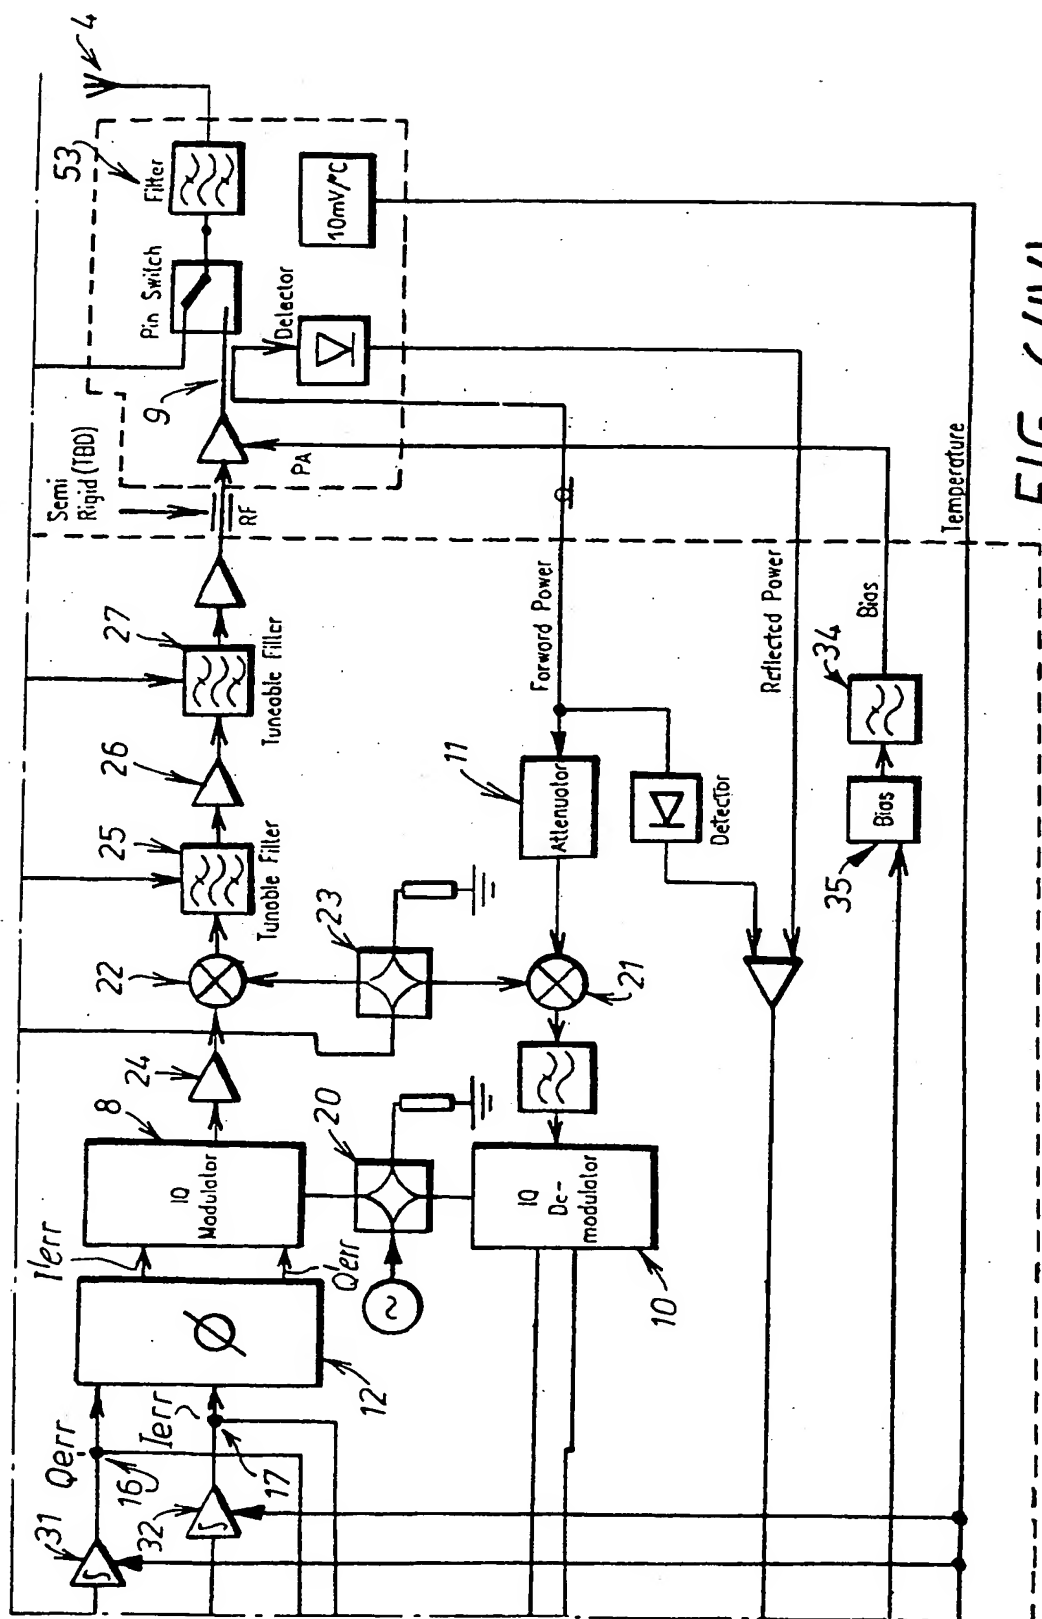 4
53
Filter
Pin Switch
10mV/°C
Detector
9
PA
Semi
Rigid (TBD)
RF
27
Tuneable Filter
26
25
Tunable Filter
22
24
8
IQ
Modulator
I'err
Q'err
12
Qerr
Ierr
16
17
31
32
∫
∫
Ø
~
20
23
21
11
Attenuator
Forward Power
Detector
IQ
De-
modulator
10
Reflected Power
34
Bias
Bias
35
Temperature